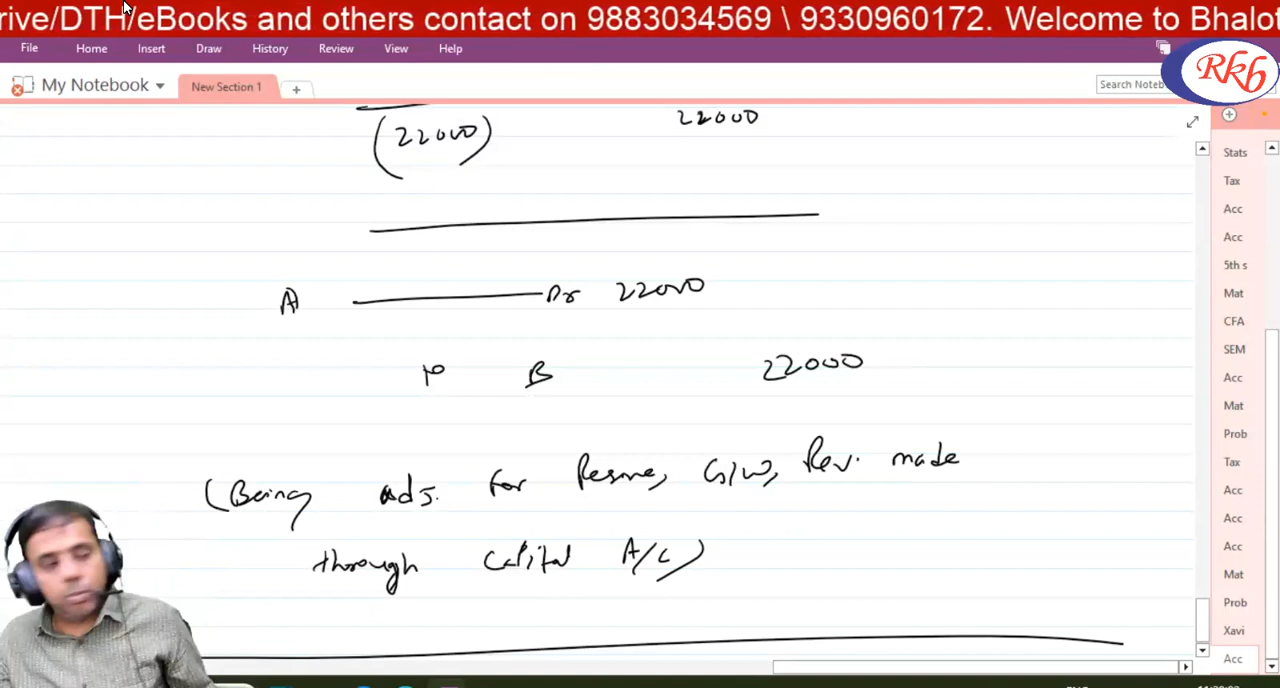 rive/DTH/eBooks and others contact on 9883034569 \ 9330960172. Welcome to Bhalot
File Home Insert Draw History Review View Help
Rkb
My Notebook New Section 1 + Search Noteb
22000
(22000)
A Dr 22000
To B 22000
(Being adj. for Reserve, G/W, Rev. made
through Capital A/c)
Stats
Tax
Acc
Acc
5th s
Mat
CFA
SEM
Acc
Mat
Prob
Tax
Acc
Acc
Acc
Mat
Prob
Xavi
Acc